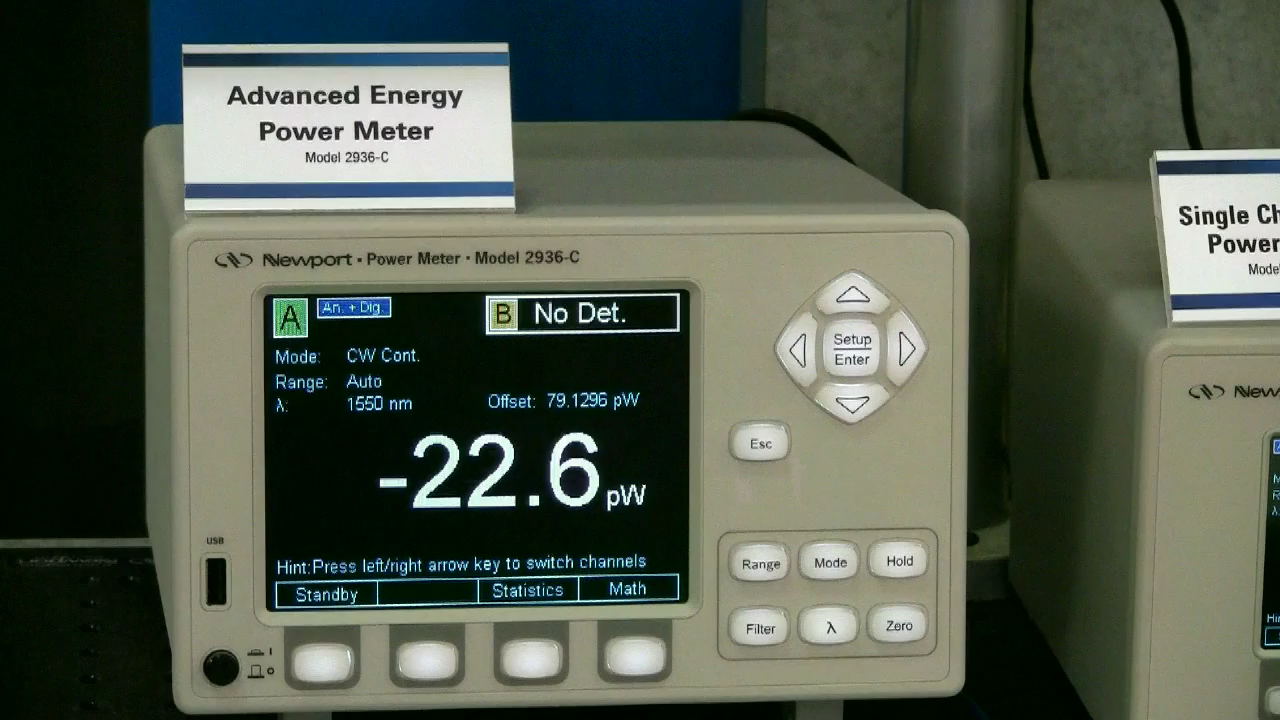 Advanced Energy
Power Meter
Model 2936-C
Newport • Power Meter • Model 2936-C
A An. + Dig. B No Det.
Mode: CW Cont.
Range: Auto
λ: 1550 nm Offset: 79.1296 pW
-22.6 pW
Hint:Press left/right arrow key to switch channels
Standby Statistics Math
USB
Setup
Enter
Esc
Range Mode Hold
Filter λ Zero
Single Ch
Power
Mode
Newp